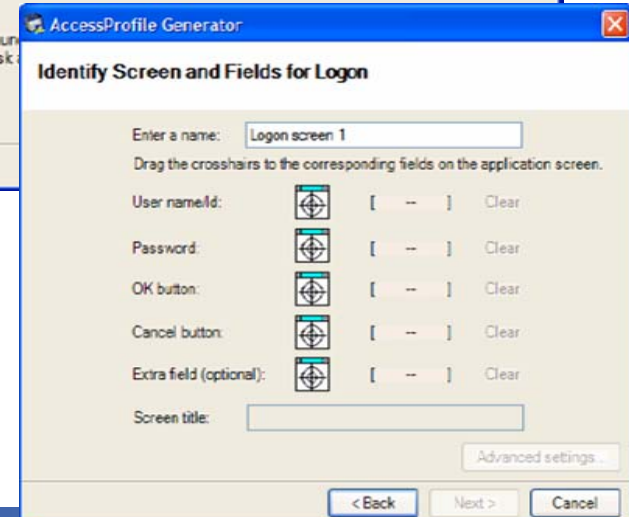 AccessProfile Generator
Identify Screen and Fields for Logon
Enter a name: Logon screen 1
Drag the crosshairs to the corresponding fields on the application screen.
User name/Id: [ -- ] Clear
Password: [ -- ] Clear
OK button: [ -- ] Clear
Cancel button: [ -- ] Clear
Extra field (optional): [ -- ] Clear
Screen title:
Advanced settings...
< Back Next > Cancel